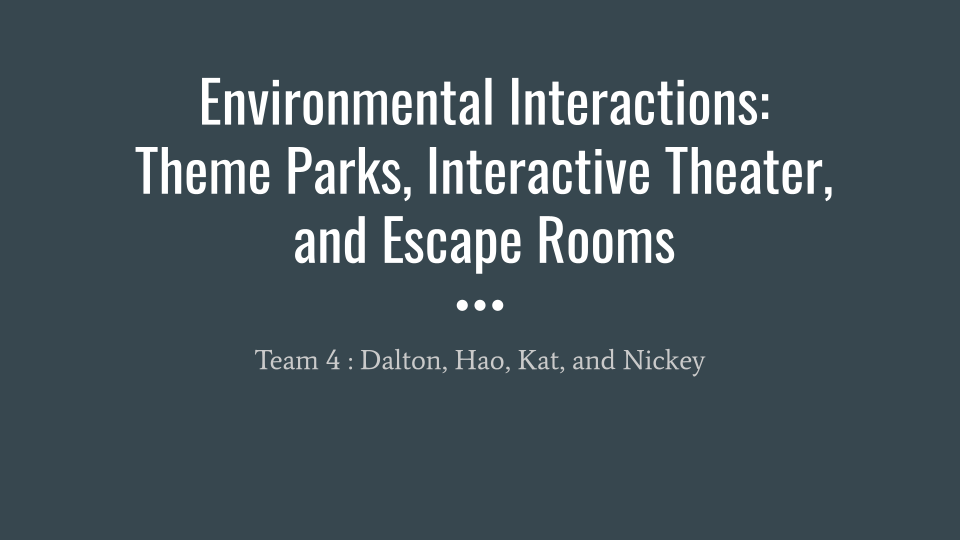 Environmental Interactions:
Theme Parks, Interactive Theater,
and Escape Rooms
Team 4 : Dalton, Hao, Kat, and Nickey